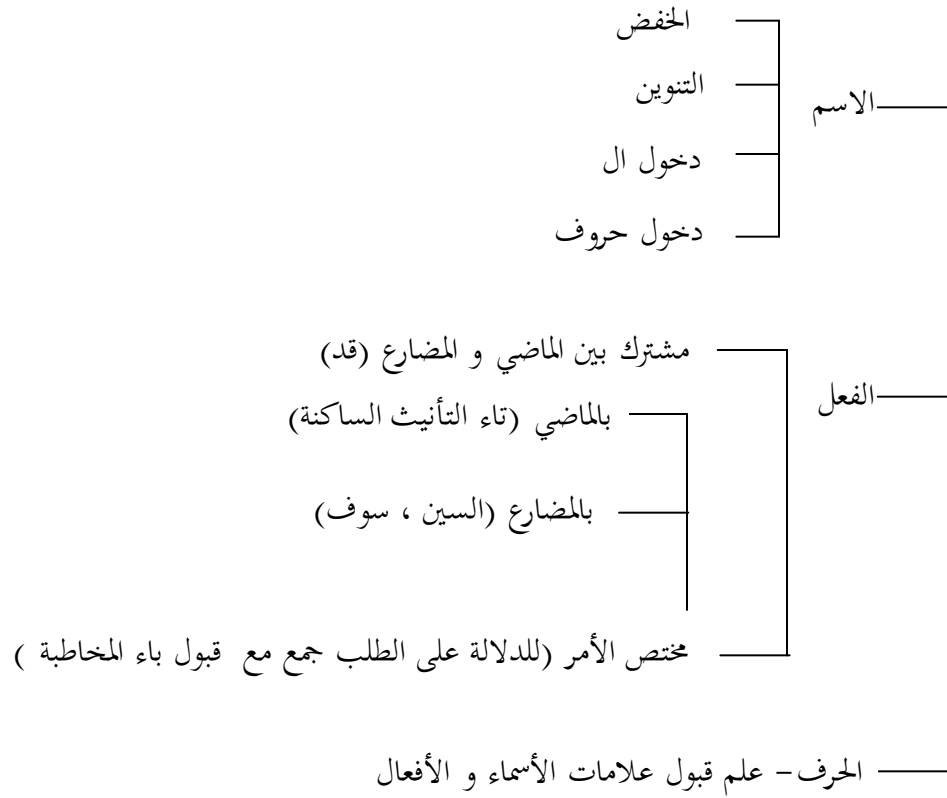 الخفض
التنوين
الاسم
دخول ال
دخول حروف
مشترك بين الماضي و المضارع (قد)
الفعل
بالماضي (تاء التأنيث الساكنة)
بالمضارع (السين ، سوف)
مختص الأمر (للدلالة على الطلب جمع مع قبول باء المخاطبة )
الحرف – علم قبول علامات الأسماء و الأفعال